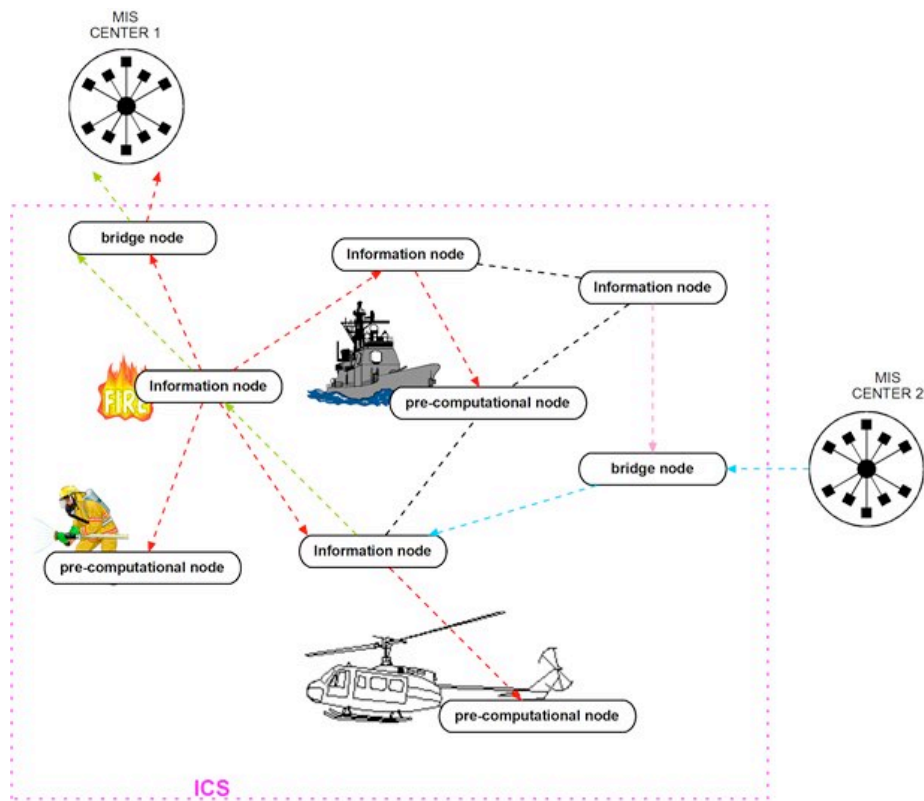 MIS
CENTER 1
bridge node
Information node
Information node
FIRE
Information node
pre-computational node
MIS
CENTER 2
bridge node
Information node
pre-computational node
pre-computational node
ICS